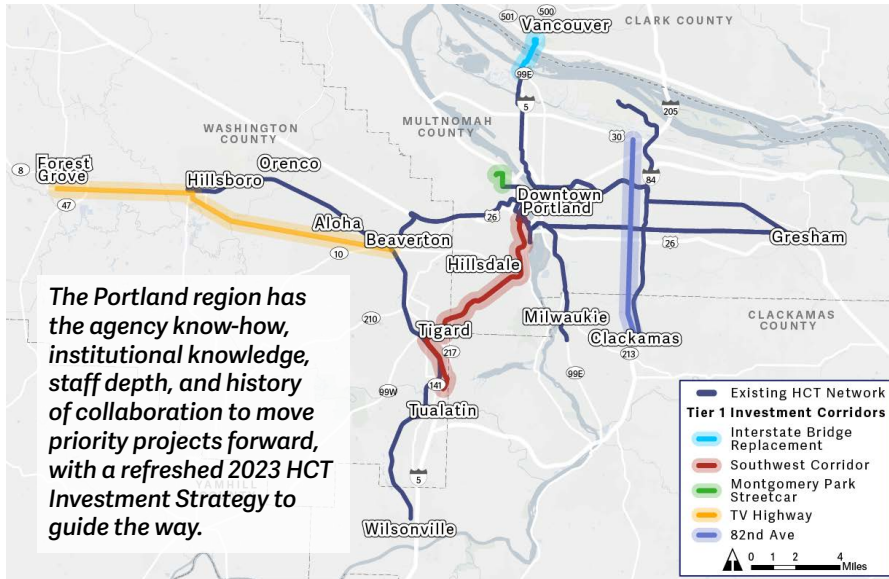 500
501
Vancouver
CLARK COUNTY
99E
5
205
MULTNOMAH
COUNTY
WASHINGTON
COUNTY
30
8
Forest
Grove
Orenco
Hillsboro
84
47
Downtown
Portland
Aloha
26
Beaverton
Gresham
10
26
Hillsdale
The Portland region has
the agency know-how,
institutional knowledge,
staff depth, and history
of collaboration to move
priority projects forward,
with a refreshed 2023 HCT
Investment Strategy to
guide the way.
210
Tigard
Milwaukie
CLACKAMAS
COUNTY
Clackamas
217
213
99E
141
99W
Tualatin
5
YAMHILL
Wilsonville
Existing HCT Network
Tier 1 Investment Corridors
Interstate Bridge
Replacement
Southwest Corridor
Montgomery Park
Streetcar
TV Highway
82nd Ave
0 1 2 4
Miles